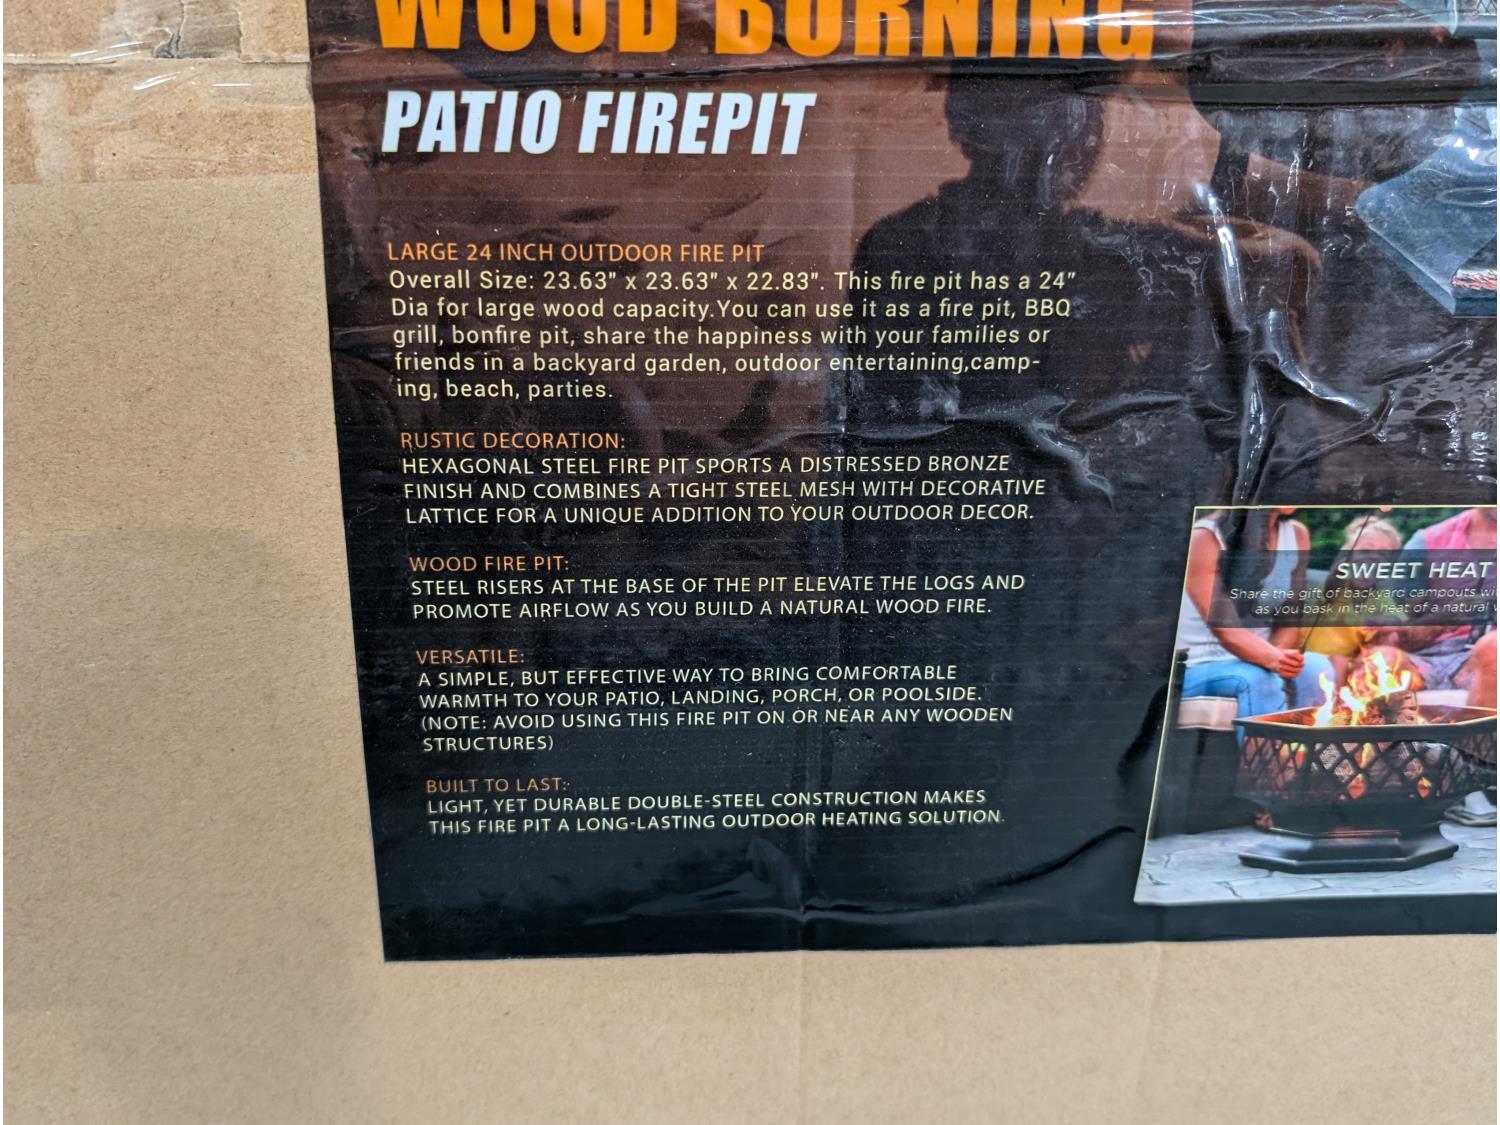 WOOD BURNING
PATIO FIREPIT
LARGE 24 INCH OUTDOOR FIRE PIT
Overall Size: 23.63" x 23.63" x 22.83". This fire pit has a 24"
Dia for large wood capacity.You can use it as a fire pit, BBQ
grill, bonfire pit, share the happiness with your families or
friends in a backyard garden, outdoor entertaining,camp-
ing, beach, parties.
RUSTIC DECORATION:
HEXAGONAL STEEL FIRE PIT SPORTS A DISTRESSED BRONZE
FINISH AND COMBINES A TIGHT STEEL MESH WITH DECORATIVE
LATTICE FOR A UNIQUE ADDITION TO YOUR OUTDOOR DECOR.
WOOD FIRE PIT:
STEEL RISERS AT THE BASE OF THE PIT ELEVATE THE LOGS AND
PROMOTE AIRFLOW AS YOU BUILD A NATURAL WOOD FIRE.
VERSATILE:
A SIMPLE, BUT EFFECTIVE WAY TO BRING COMFORTABLE
WARMTH TO YOUR PATIO, LANDING, PORCH, OR POOLSIDE.
(NOTE: AVOID USING THIS FIRE PIT ON OR NEAR ANY WOODEN
STRUCTURES)
BUILT TO LAST:
LIGHT, YET DURABLE DOUBLE-STEEL CONSTRUCTION MAKES
THIS FIRE PIT A LONG-LASTING OUTDOOR HEATING SOLUTION.
SWEET HEAT
Share the gift of backyard campouts
as you bask in the heat of a natural